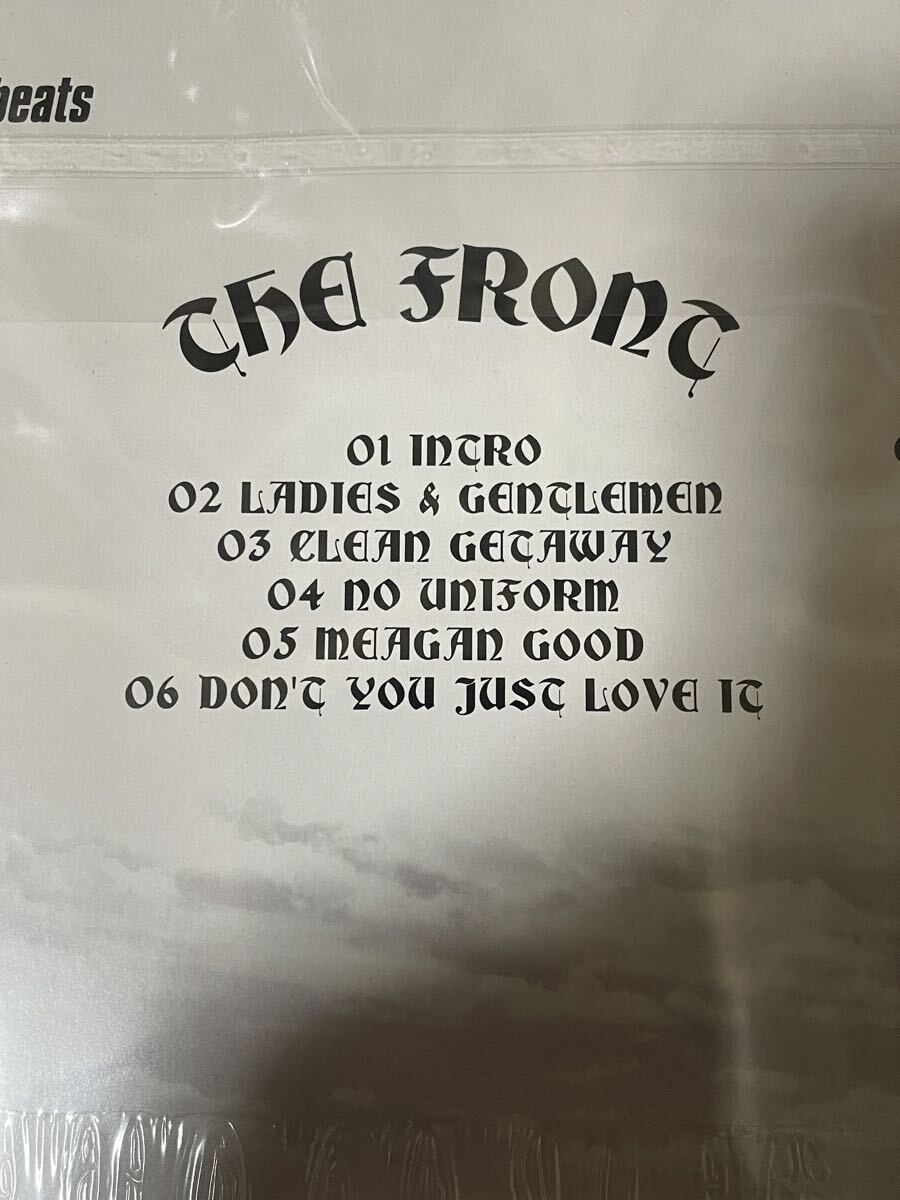 beats
THE FRONT
01 INTRO
02 LADIES & GENTLEMEN
03 CLEAN GETAWAY
04 NO UNIFORM
05 MEAGAN GOOD
06 DON'T YOU JUST LOVE IT